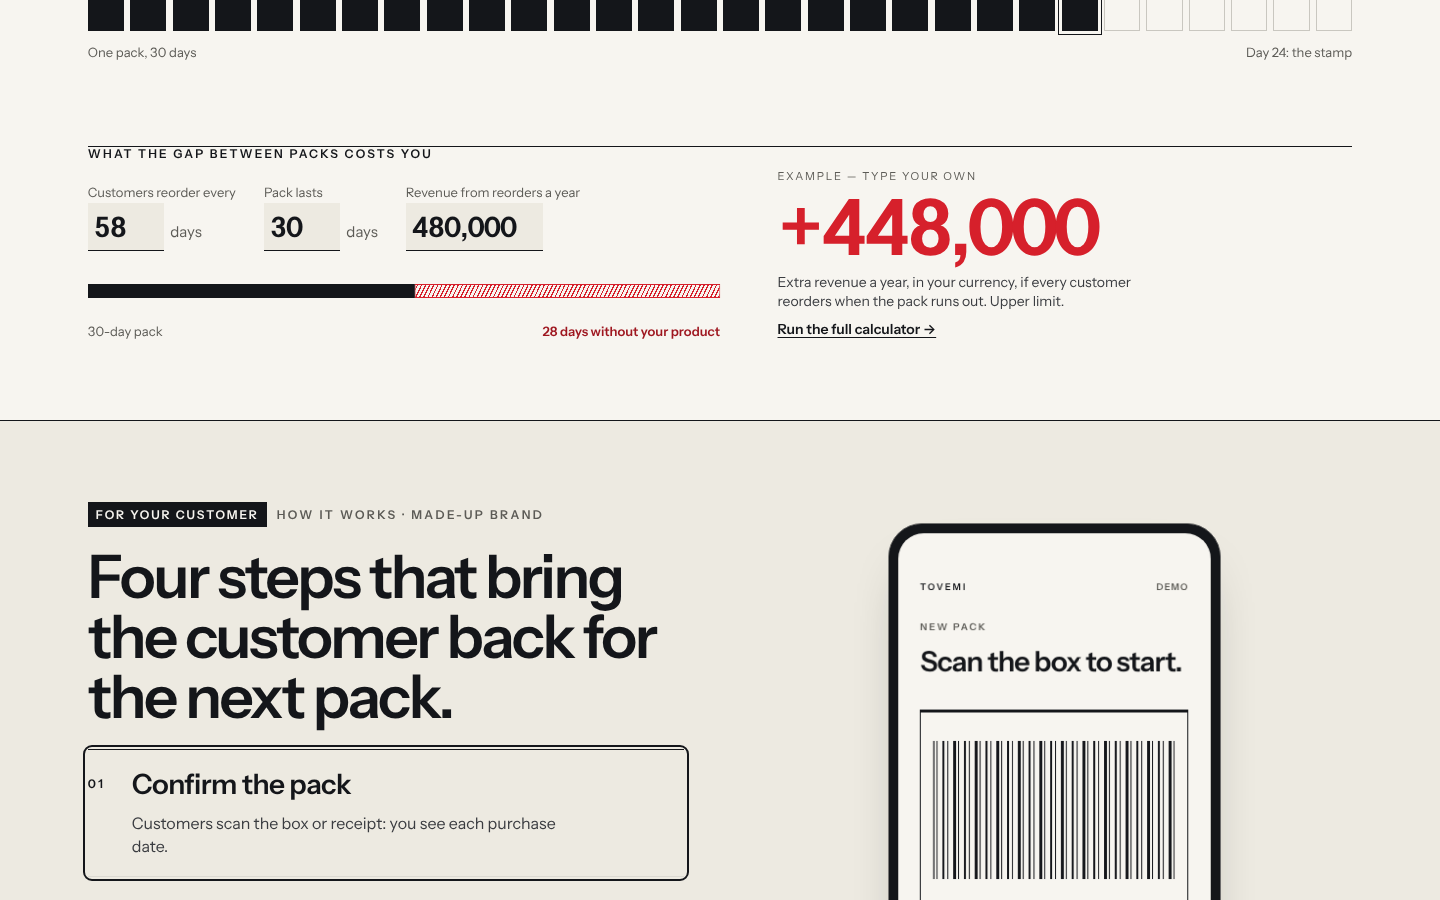 One pack, 30 days
Day 24: the stamp
WHAT THE GAP BETWEEN PACKS COSTS YOU
Customers reorder every
58 days
Pack lasts
30 days
Revenue from reorders a year
480,000
30-day pack
28 days without your product
EXAMPLE — TYPE YOUR OWN
+448,000
Extra revenue a year, in your currency, if every customer
reorders when the pack runs out. Upper limit.
Run the full calculator →
FOR YOUR CUSTOMER
HOW IT WORKS · MADE-UP BRAND
Four steps that bring
the customer back for
the next pack.
01
Confirm the pack
Customers scan the box or receipt: you see each purchase
date.
TOVEMI
DEMO
NEW PACK
Scan the box to start.